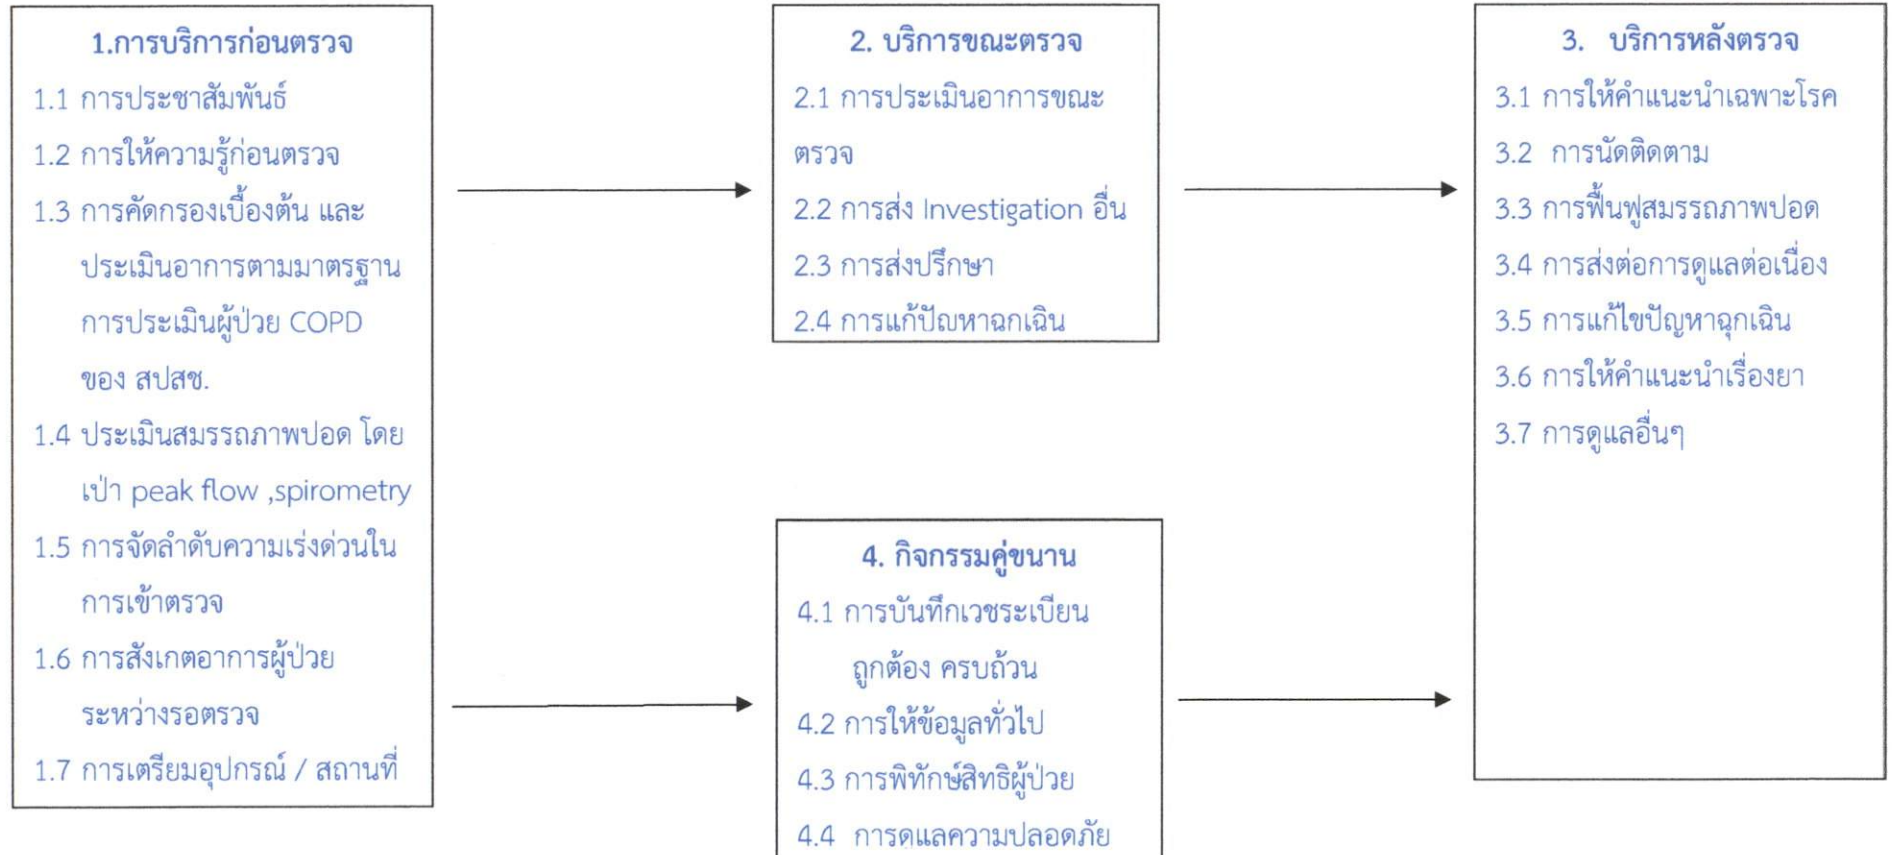 1.การบริการก่อนตรวจ
1.1 การประชาสัมพันธ์
1.2 การให้ความรู้ก่อนตรวจ
1.3 การคัดกรองเบื้องต้น และ
ประเมินอาการตามมาตรฐาน
การประเมินผู้ป่วย COPD
ของ สปสช.
1.4 ประเมินสมรรถภาพปอด โดย
เป่า peak flow ,spirometry
1.5 การจัดลำดับความเร่งด่วนใน
การเข้าตรวจ
1.6 การสังเกตอาการผู้ป่วย
ระหว่างรอตรวจ
1.7 การเตรียมอุปกรณ์ / สถานที่
2. บริการขณะตรวจ
2.1 การประเมินอาการขณะ
ตรวจ
2.2 การส่ง Investigation อื่น
2.3 การส่งปรึกษา
2.4 การแก้ปัญหาฉกเฉิน
4. กิจกรรมคู่ขนาน
4.1 การบันทึกเวชระเบียน
ถูกต้อง ครบถ้วน
4.2 การให้ข้อมูลทั่วไป
4.3 การพิทักษ์สิทธิผู้ป่วย
4.4 การดูแลความปลอดภัย
3. บริการหลังตรวจ
3.1 การให้คำแนะนำเฉพาะโรค
3.2 การนัดติดตาม
3.3 การฟื้นฟูสมรรถภาพปอด
3.4 การส่งต่อการดูแลต่อเนื่อง
3.5 การแก้ไขปัญหาฉุกเฉิน
3.6 การให้คำแนะนำเรื่องยา
3.7 การดูแลอื่นๆ